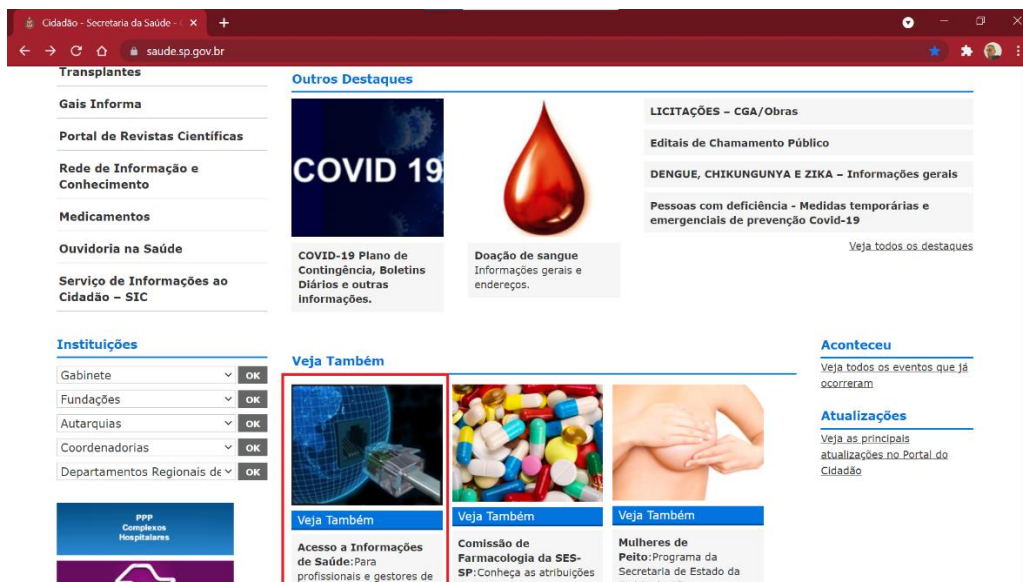 Cidadão - Secretaria da Saúde -
saude.sp.gov.br
Transplantes
Gais Informa
Portal de Revistas Científicas
Rede de Informação e
Conhecimento
Medicamentos
Ouvidoria na Saúde
Serviço de Informações ao
Cidadão – SIC
Instituições
Gabinete OK
Fundações OK
Autarquias OK
Coordenadorias OK
Departamentos Regionais de OK
PPP
Complexos
Hospitalares
Outros Destaques
COVID 19
COVID-19 Plano de
Contingência, Boletins
Diários e outras
informações.
Doação de sangue
Informações gerais e
endereços.
LICITAÇÕES – CGA/Obras
Editais de Chamamento Público
DENGUE, CHIKUNGUNYA E ZIKA – Informações gerais
Pessoas com deficiência - Medidas temporárias e
emergenciais de prevenção Covid-19
Veja todos os destaques
Veja Também
Veja Também
Acesso a Informações
de Saúde:Para
profissionais e gestores de
Veja Também
Comissão de
Farmacologia da SES-
SP:Conheça as atribuições
Veja Também
Mulheres de
Peito:Programa da
Secretaria de Estado da
Aconteceu
Veja todos os eventos que já
ocorreram
Atualizações
Veja as principais
atualizações no Portal do
Cidadão